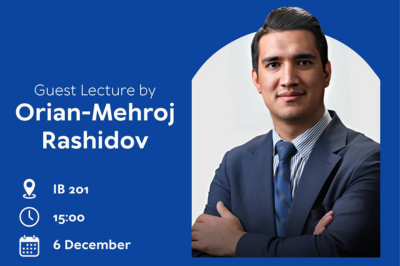 Guest Lecture by
Orian-Mehroj
Rashidov
IB 201
15:00
6 December